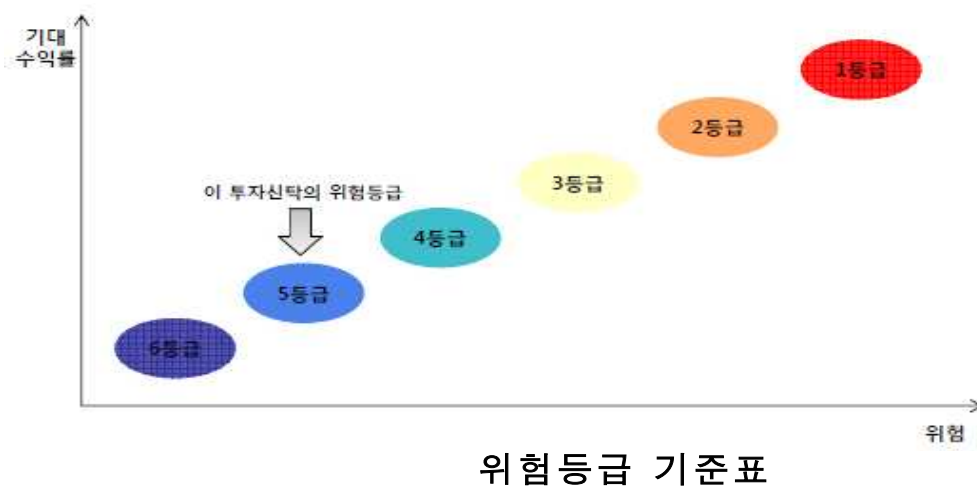 기대
수익률
1등급
2등급
3등급
이 투자신탁의 위험등급
4등급
5등급
6등급
위험
위험등급 기준표